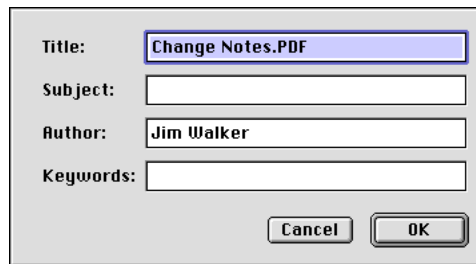 Title: Change Notes.PDF
Subject:
Author: Jim Walker
Keywords:
Cancel OK